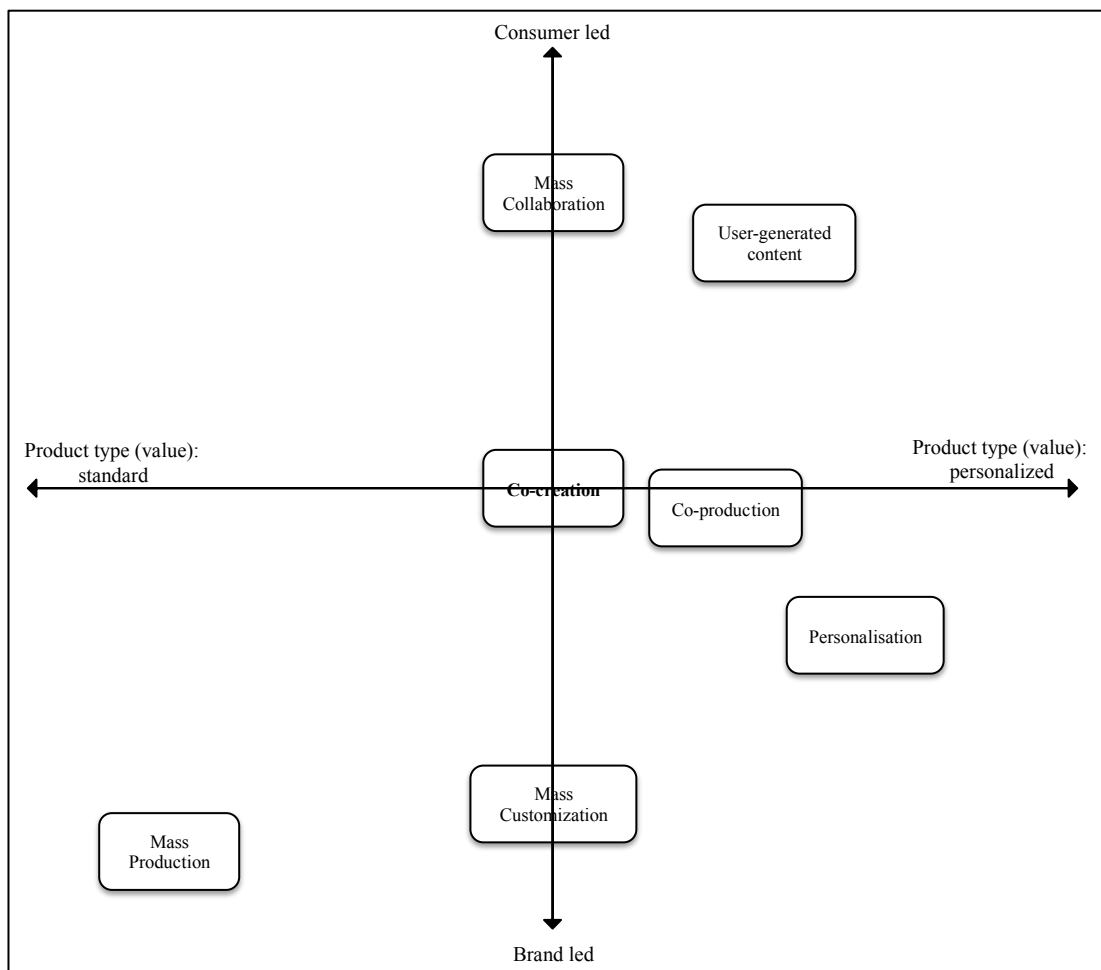 Consumer led
Mass
Collaboration
User-generated
content
Product type (value):
standard
Product type (value):
personalized
Co-creation
Co-production
Personalisation
Mass
Customization
Mass
Production
Brand led